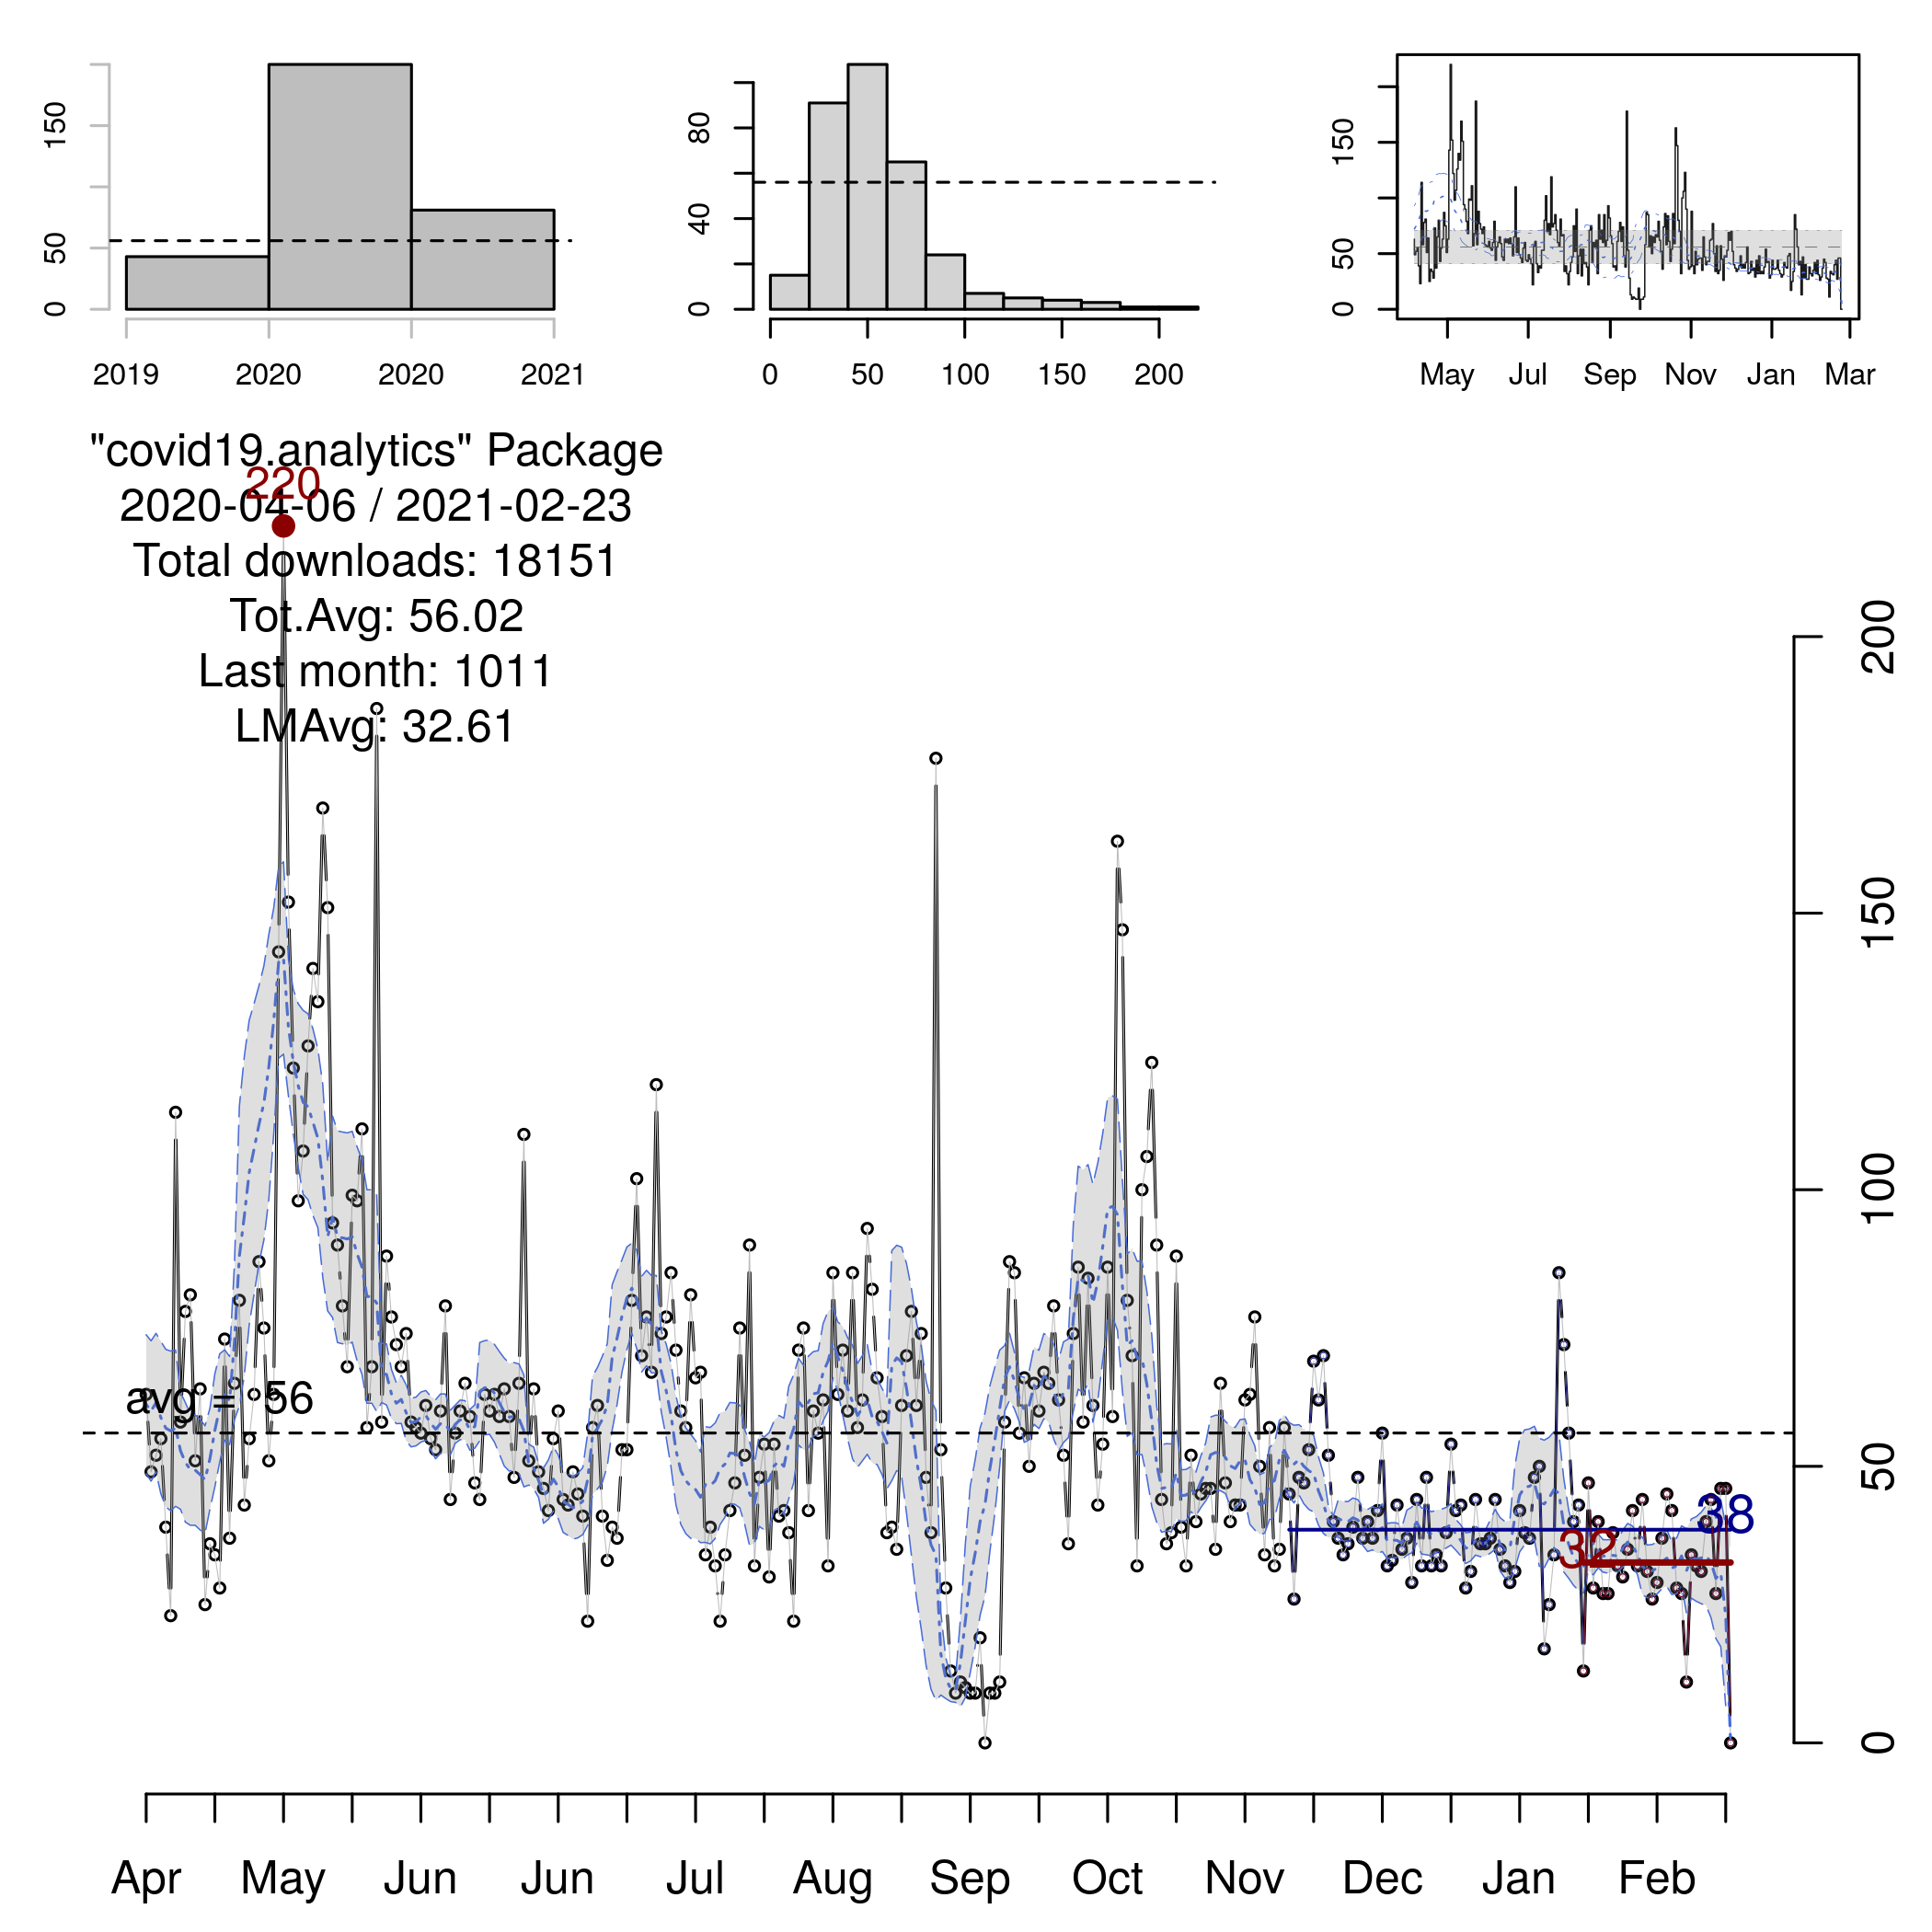 0 50 150
2019 2020 2020 2021
0 40 80
0 50 100 150 200
0 50 150
May Jul Sep Nov Jan Mar
"covid19.analytics" Package
220
2020-04-06 / 2021-02-23
Total downloads: 18151
Tot.Avg: 56.02
Last month: 1011
LMAvg: 32.61
avg = 56
38
32
0 50 100 150 200
Apr May Jun Jun Jul Aug Sep Oct Nov Dec Jan Feb